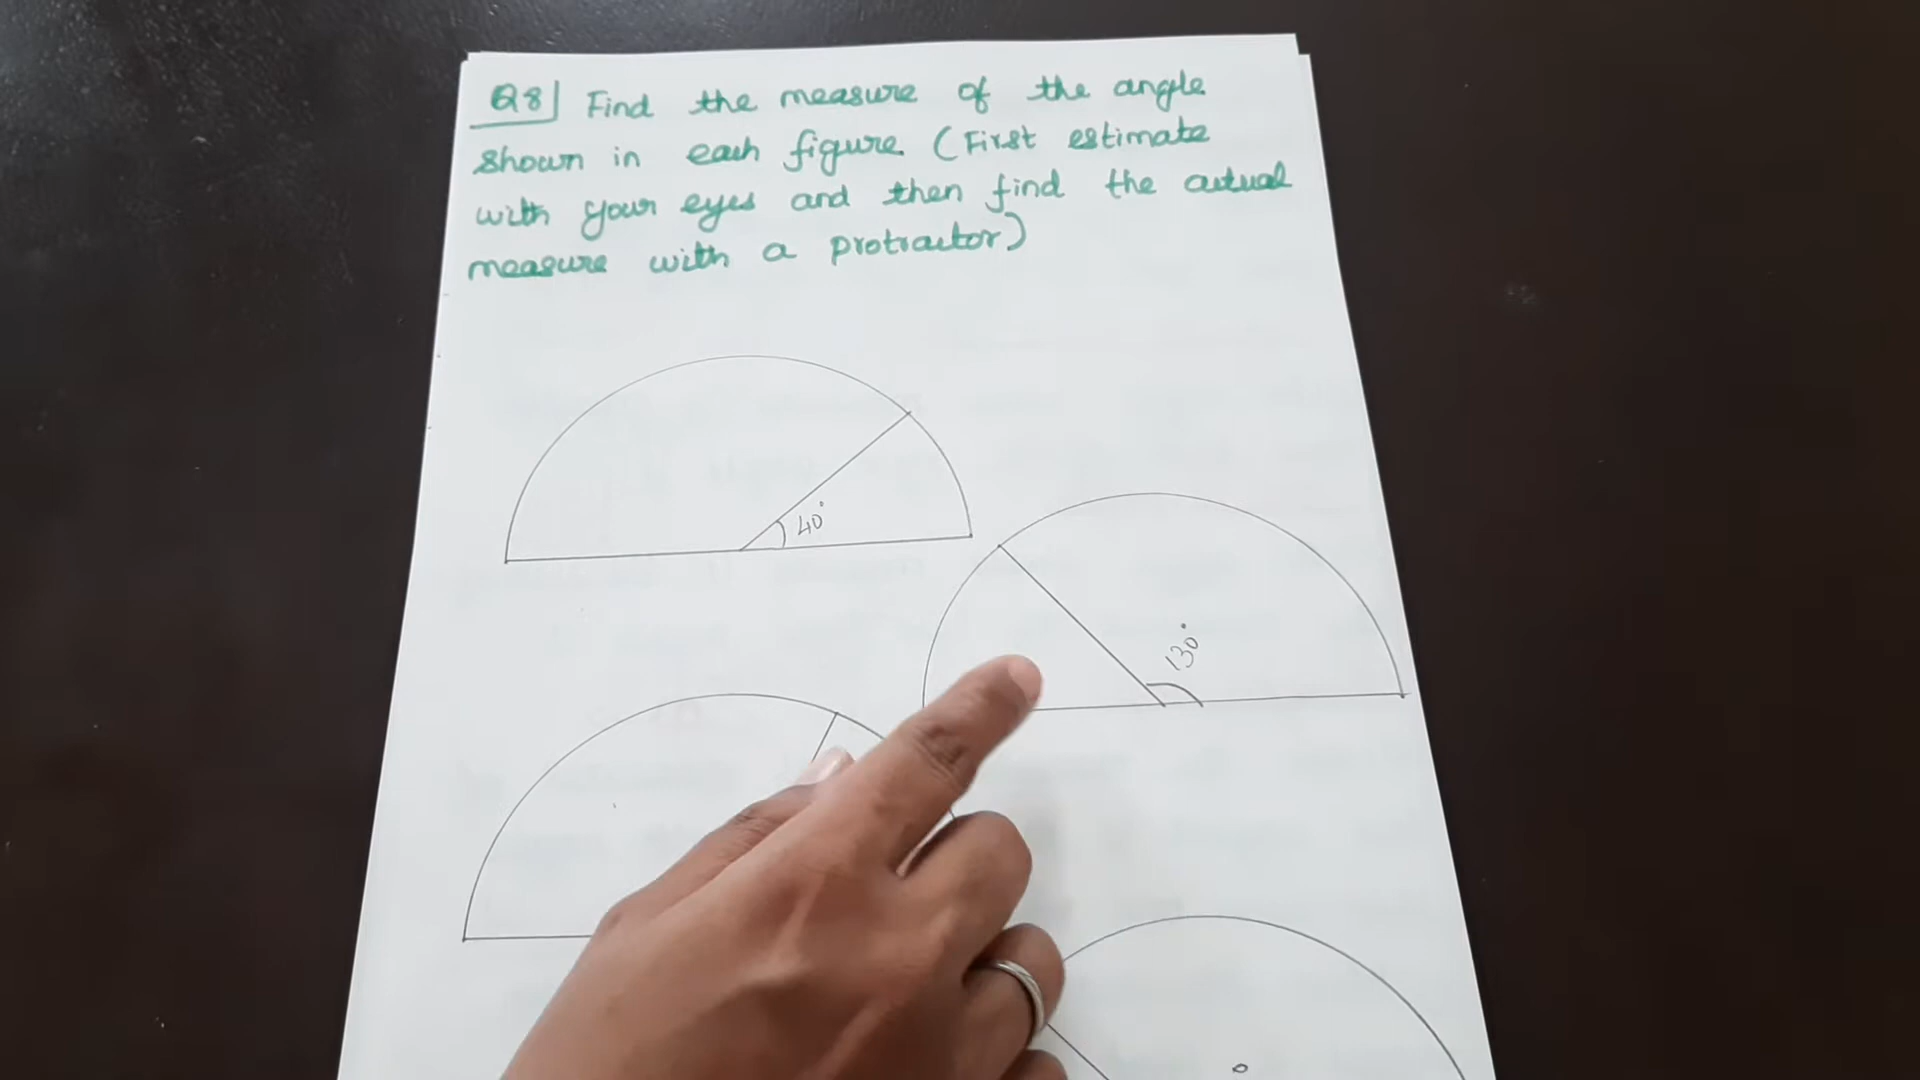 Q8 Find the measure of the angle
shown in each figure (First estimate
with your eyes and then find the actual
measure with a protractor)
40°
130°